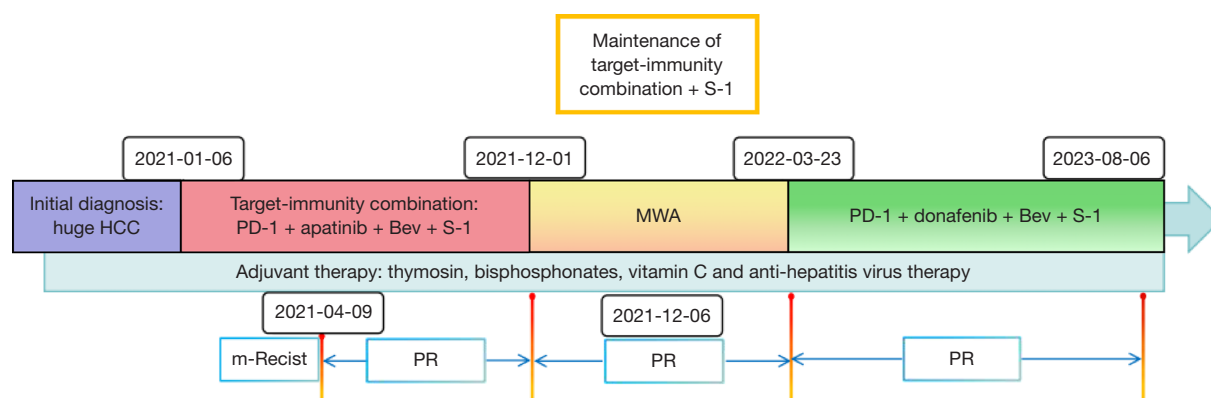 Maintenance of
target-immunity
combination + S-1
2021-01-06
2021-12-01
2022-03-23
2023-08-06
Initial diagnosis:
huge HCC
Target-immunity combination:
PD-1 + apatinib + Bev + S-1
MWA
PD-1 + donafenib + Bev + S-1
Adjuvant therapy: thymosin, bisphosphonates, vitamin C and anti-hepatitis virus therapy
2021-04-09
2021-12-06
m-Recist
PR
PR
PR